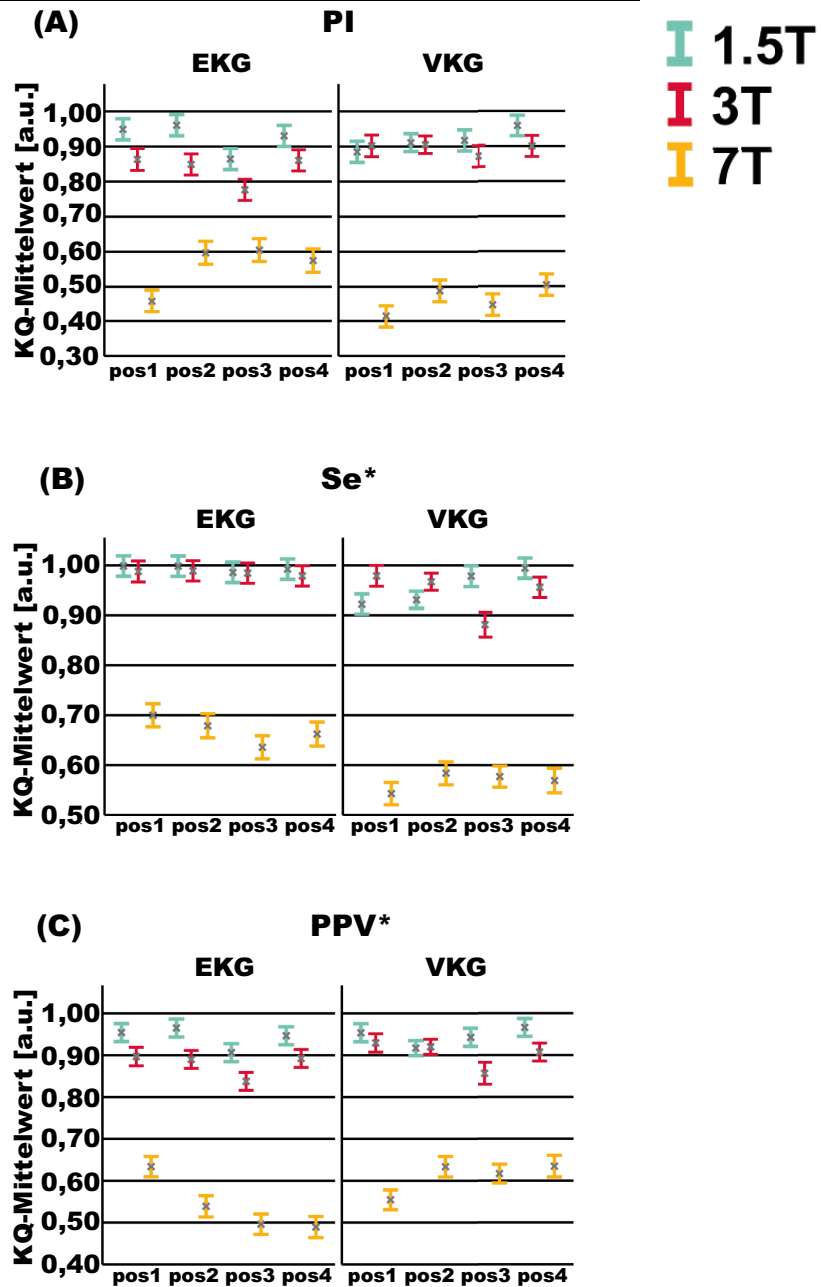 (A) PI
EKG VKG
KQ-Mittelwert [a.u.]
1,00
0,90
0,80
0,70
0,60
0,50
0,40
0,30
pos1 pos2 pos3 pos4 pos1 pos2 pos3 pos4
1.5T
3T
7T
(B) Se*
EKG VKG
KQ-Mittelwert [a.u.]
1,00
0,90
0,80
0,70
0,60
0,50
pos1 pos2 pos3 pos4 pos1 pos2 pos3 pos4
(C) PPV*
EKG VKG
KQ-Mittelwert [a.u.]
1,00
0,90
0,80
0,70
0,60
0,50
0,40
pos1 pos2 pos3 pos4 pos1 pos2 pos3 pos4